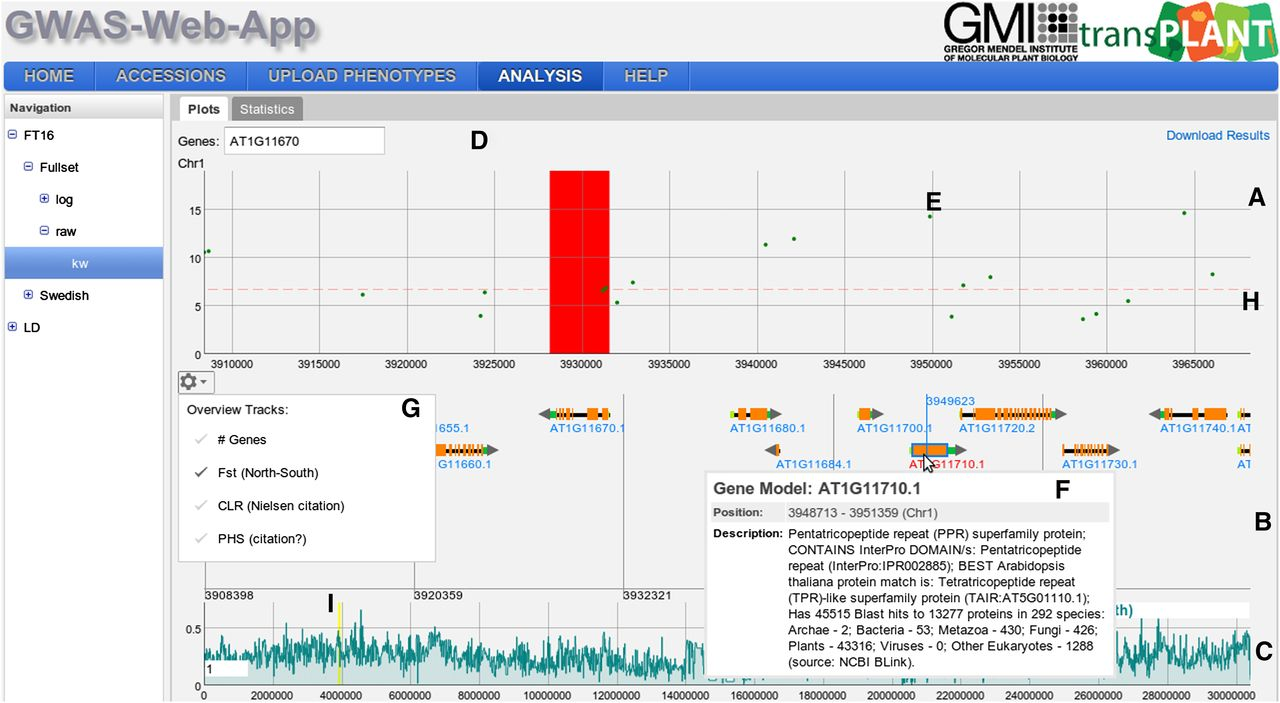 GWAS-Web-App
GMI
GREGOR MENDEL INSTITUTE
OF MOLECULAR PLANT BIOLOGY
transPLANT
HOME ACCESSIONS UPLOAD PHENOTYPES ANALYSIS HELP
Navigation
FT16
Fullset
log
raw
kw
Swedish
LD
Plots Statistics
Genes: AT1G11670
D
Download Results
Chr1
A
E
H
15
10
5
0
3910000 3915000 3920000 3925000 3930000 3935000 3940000 3945000 3950000 3955000 3960000 3965000
Overview Tracks:
G
# Genes
Fst (North-South)
CLR (Nielsen citation)
PHS (citation?)
3949623
655.1 AT1G11670.1 AT1G11680.1 AT1G11700.1 AT1G11720.2 AT1G11740.1 AT
G11660.1 AT1G11684.1 AT1G11710.1 AT1G11730.1 AT
Gene Model: AT1G11710.1
F
Position: 3948713 - 3951359 (Chr1)
B
Description: Pentatricopeptide repeat (PPR) superfamily protein;
CONTAINS InterPro DOMAIN/s: Pentatricopeptide
repeat (InterPro:IPR002885); BEST Arabidopsis
thaliana protein match is: Tetratricopeptide repeat
(TPR)-like superfamily protein (TAIR:AT5G01110.1);
Has 45515 Blast hits to 13277 proteins in 292 species:
Archae - 2; Bacteria - 53; Metazoa - 430; Fungi - 426;
Plants - 43316; Viruses - 0; Other Eukaryotes - 1288
(source: NCBI BLink).
3908398 3920359 3932321
I
th)
C
0.5
1
0
0 2000000 4000000 6000000 8000000 10000000 12000000 14000000 16000000 18000000 20000000 22000000 24000000 26000000 28000000 30000000